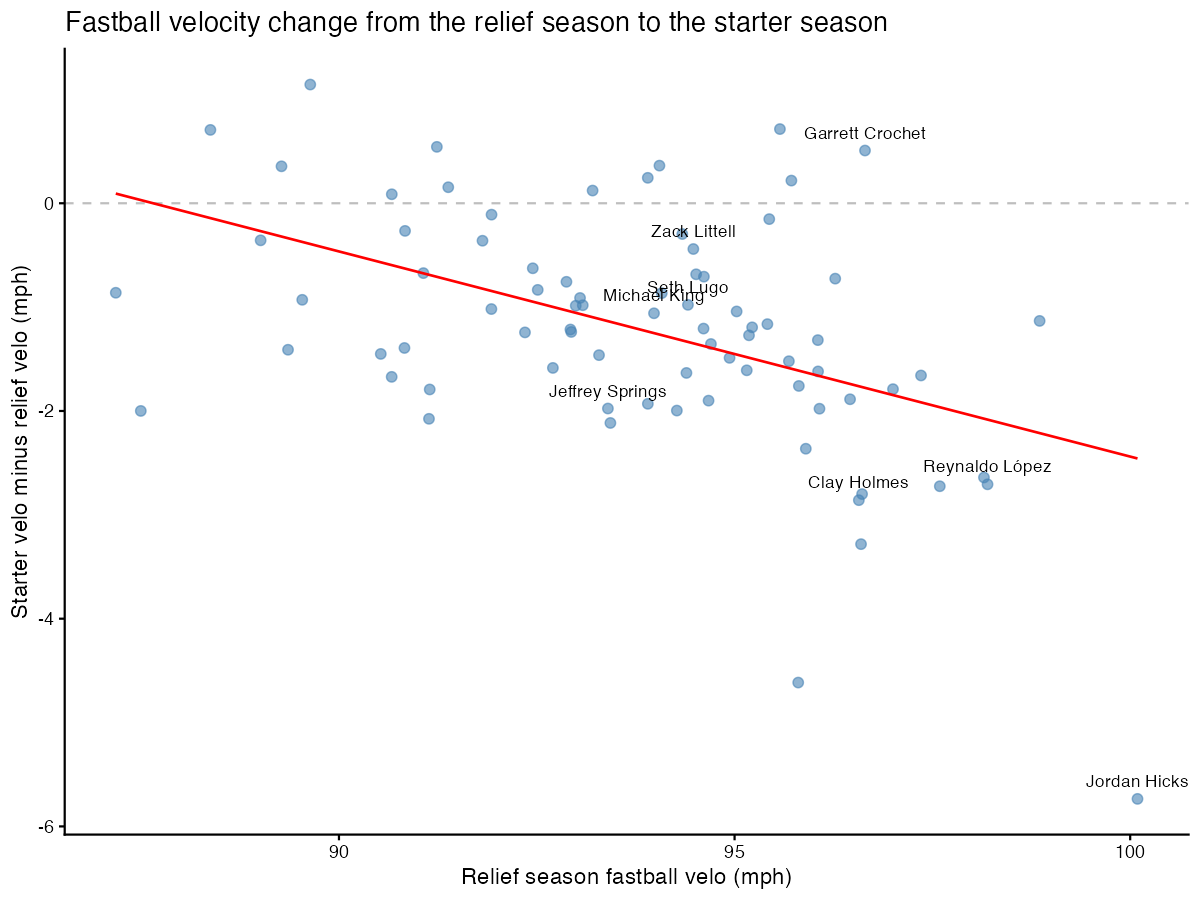 Fastball velocity change from the relief season to the starter season
Garrett Crochet
0
Zack Littell
Seth Lugo
Michael King
Jeffrey Springs
-2
Reynaldo López
Clay Holmes
-4
Jordan Hicks
-6
90
95
100
Relief season fastball velo (mph)
Starter velo minus relief velo (mph)